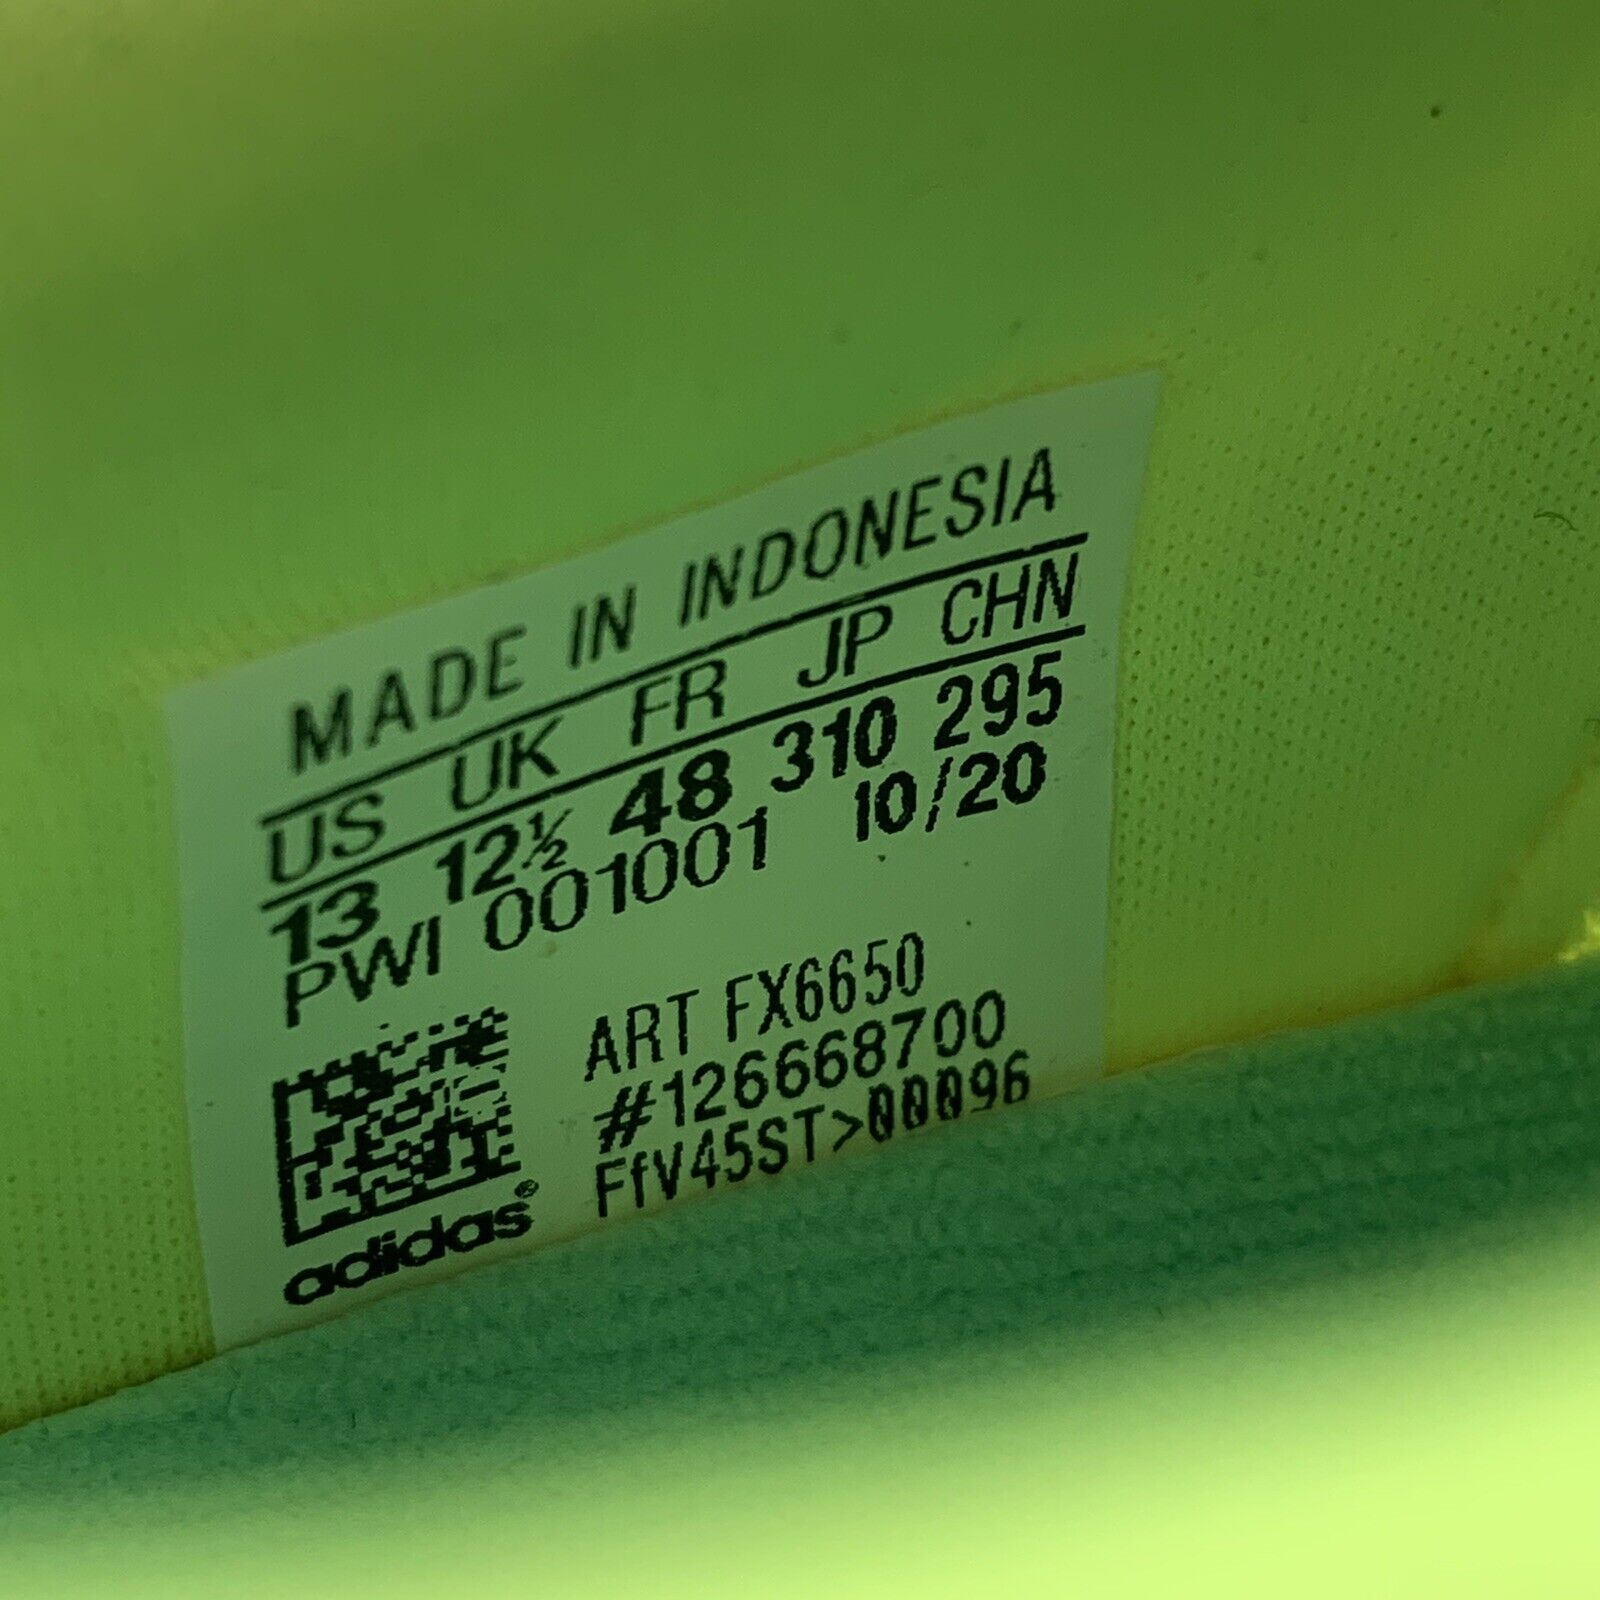 MADE IN INDONESIA
US UK FR JP CHN
13 12½ 48 310 295
PWI 001001 10/20
ART FX6650
#126668700
FfV45ST>00096
adidas®